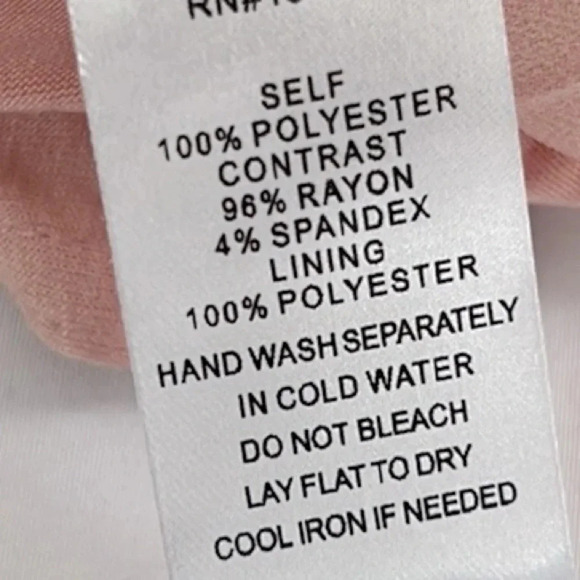 SELF
100% POLYESTER
CONTRAST
96% RAYON
4% SPANDEX
LINING
100% POLYESTER
HAND WASH SEPARATELY
IN COLD WATER
DO NOT BLEACH
LAY FLAT TO DRY
COOL IRON IF NEEDED